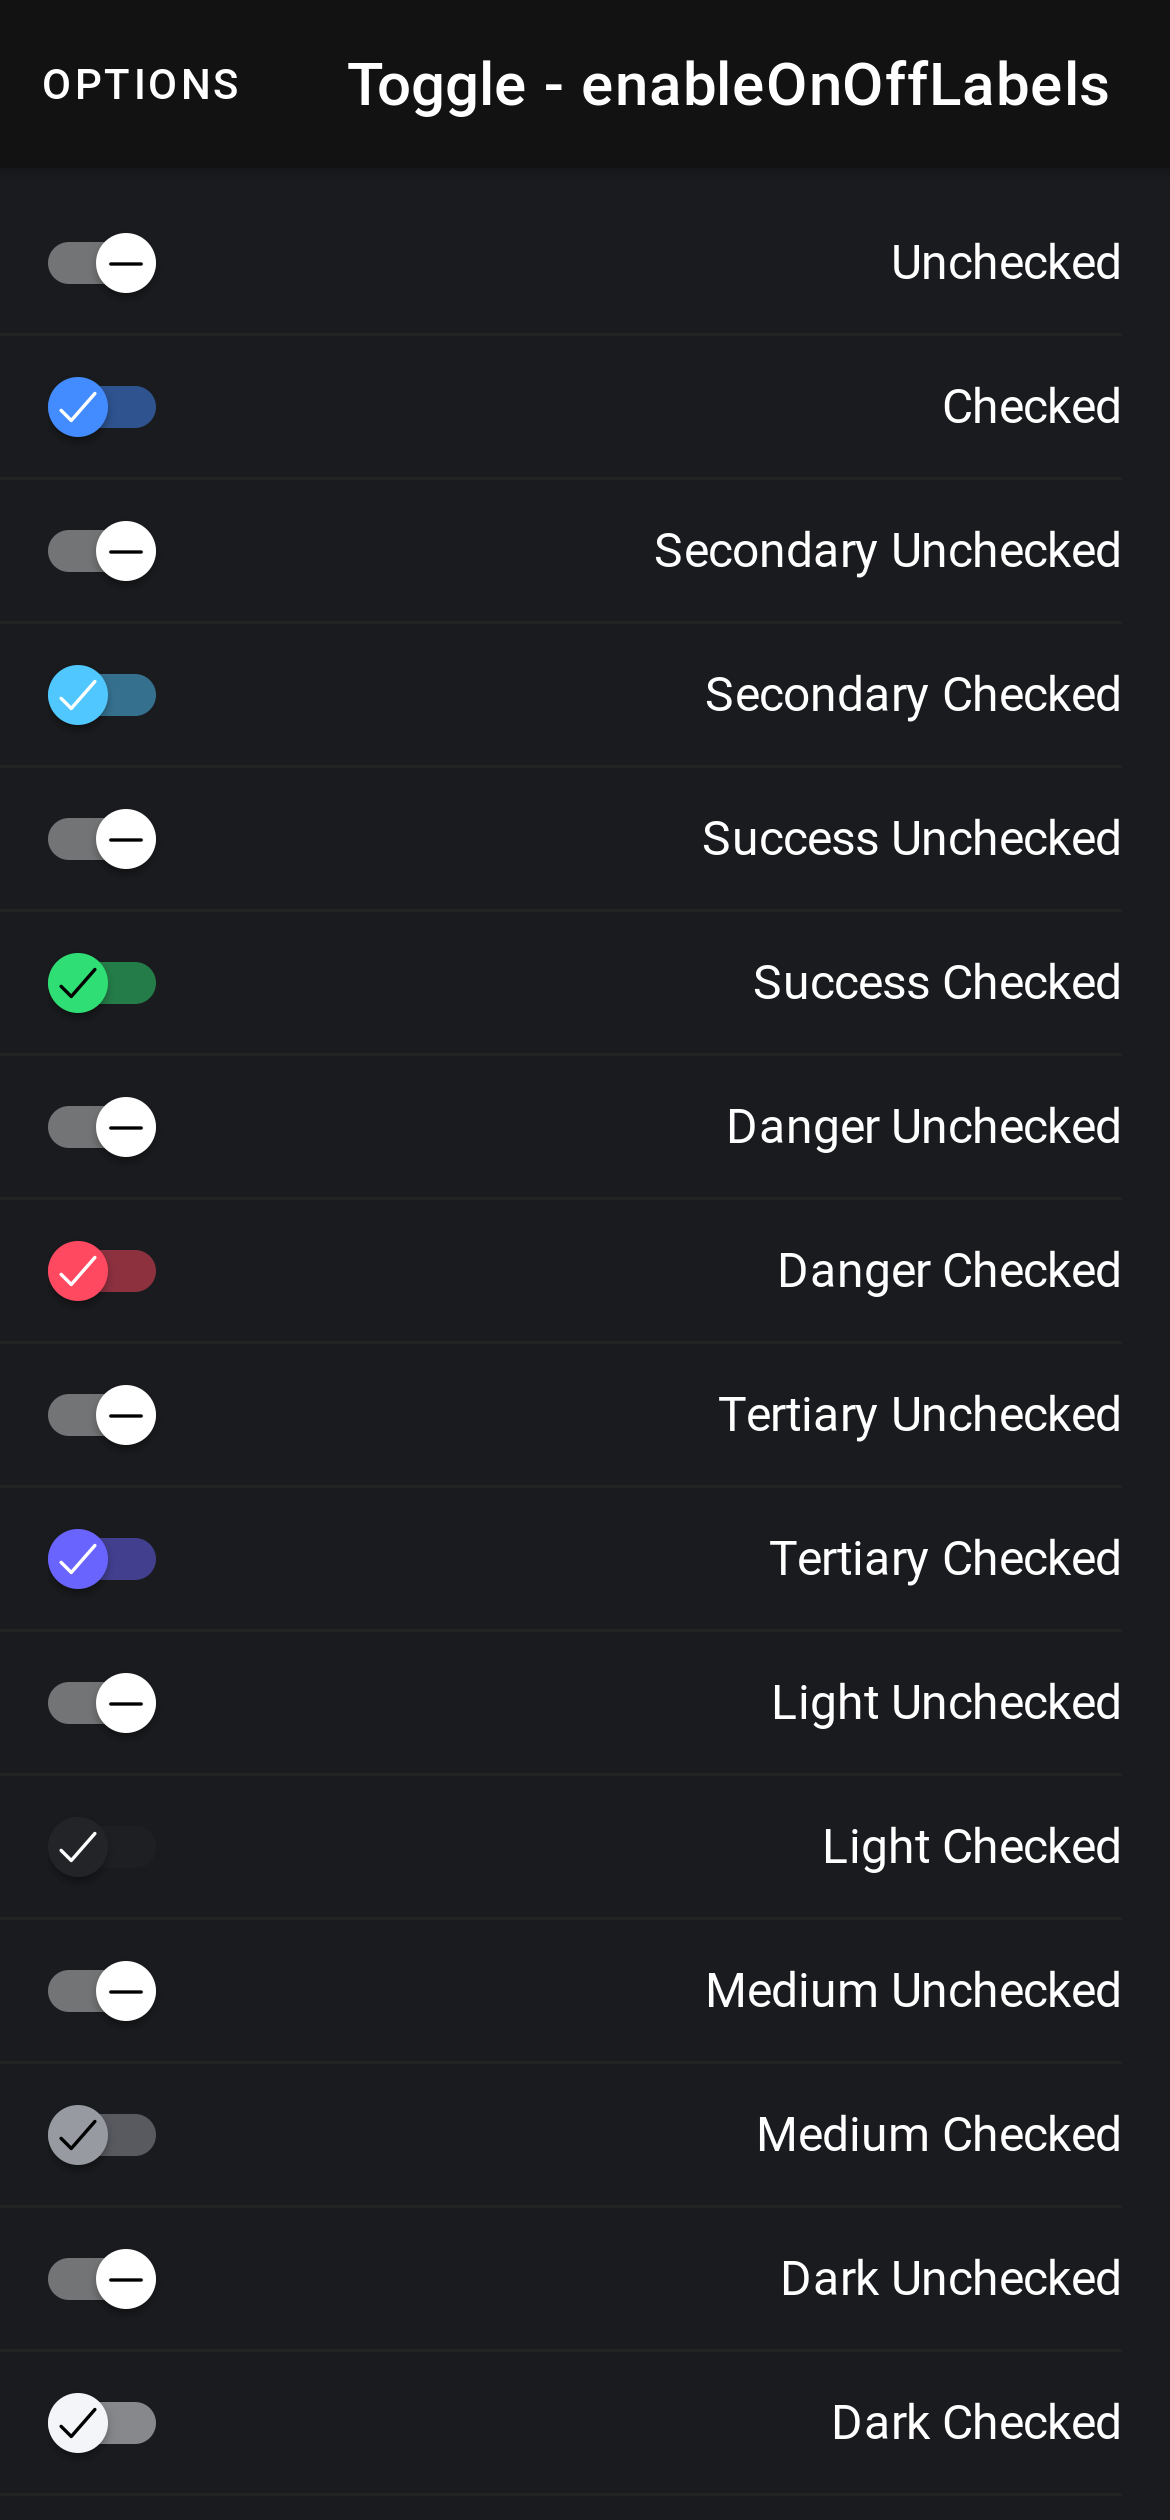 OPTIONS
Toggle - enableOnOffLabels
Unchecked
Checked
Secondary Unchecked
Secondary Checked
Success Unchecked
Success Checked
Danger Unchecked
Danger Checked
Tertiary Unchecked
Tertiary Checked
Light Unchecked
Light Checked
Medium Unchecked
Medium Checked
Dark Unchecked
Dark Checked